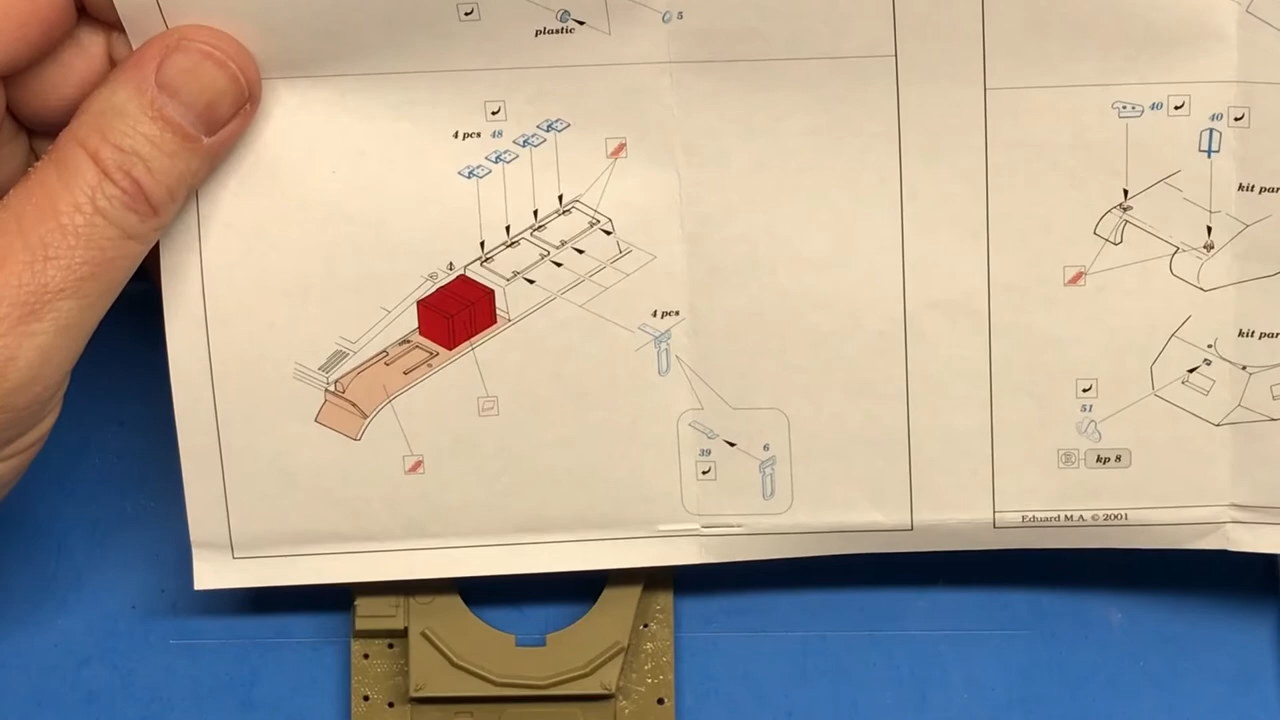 5
plastic
4 pcs 48
40
40
kit par
4 pcs
kit par
51
39
6
kp 8
Eduard M.A. © 2001